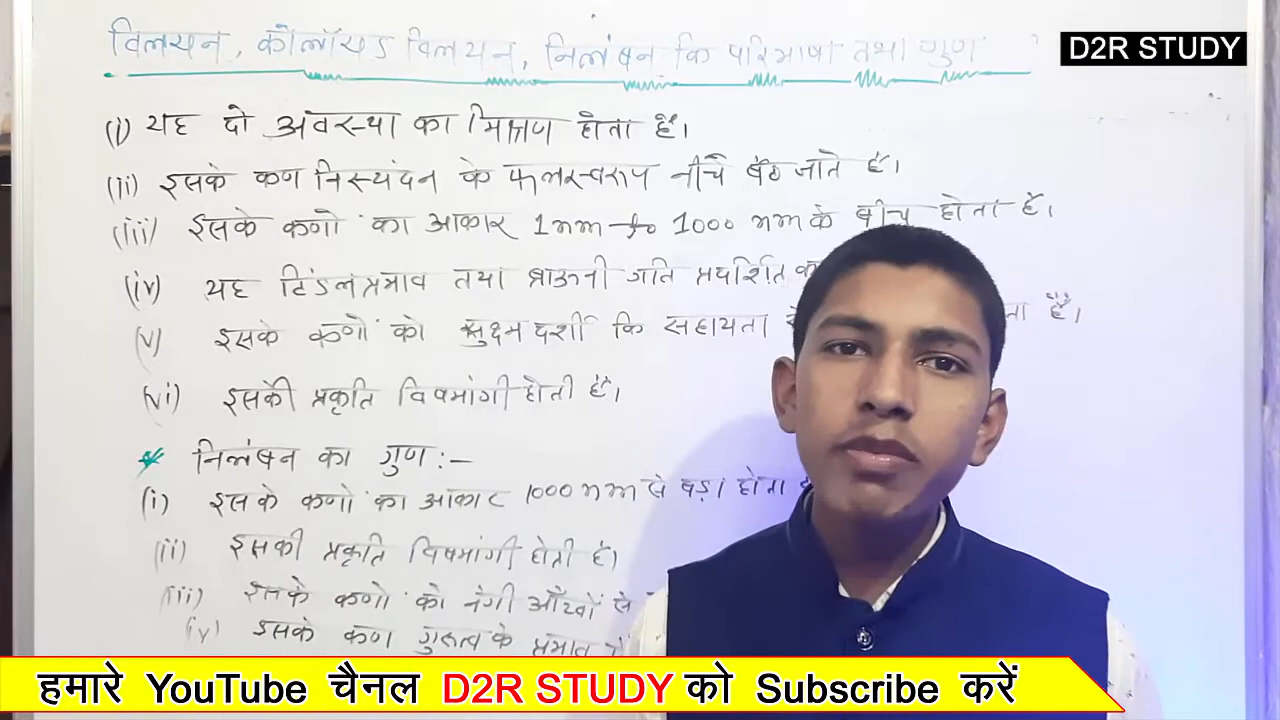 विलयन, कोलॉयड विलयन, निलंबन कि परिभाषा तथा गुण
D2R STUDY
(i) यह दो अवस्था का मिश्रण होता है।
(ii) इसके कण निस्यंदन के फलस्वरूप नीचे बैठ जाते है।
(iii) इसके कणों का आकार 1nm to 1000 nm के बीच होता है।
(iv) यह टिंडल प्रभाव तथा ब्राऊनी गति प्रदर्शित
(v) इसके कणों को सुक्ष्मदर्शी कि सहायता है।
(vi) इसकी प्रकृति विषमांगी होती है।
* निलंबन का गुण :-
(i) इसके कणों का आकार 1000 nm से बड़ा होता
(ii) इसकी प्रकृति विषमांगी होती है।
(iii) इसके कणों को नंगी आँखों से
(iv) इसके कण गुरुत्व के प्रभाव
हमारे YouTube चैनल D2R STUDY को Subscribe करें